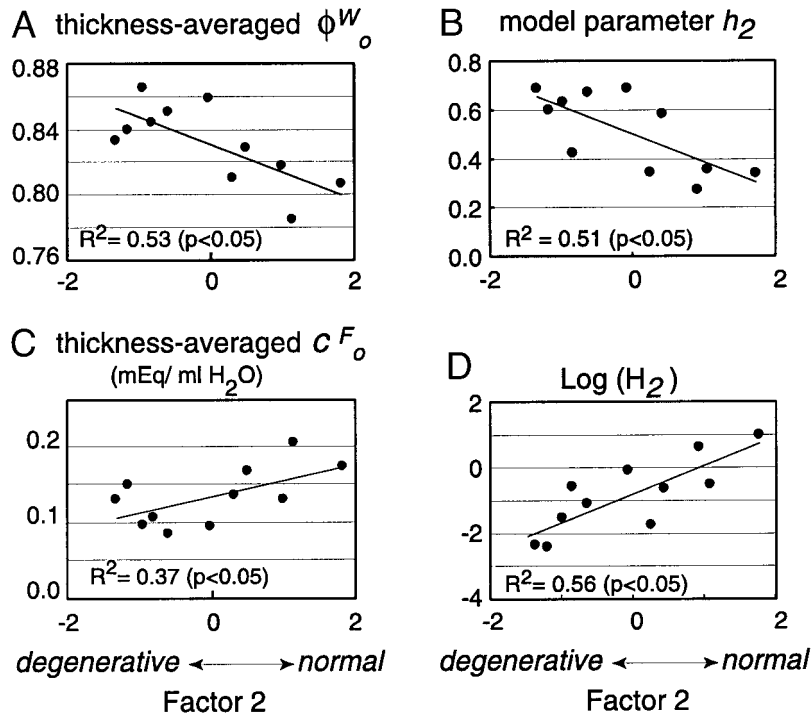 A thickness-averaged ϕᵂₒ
0.88
0.84
0.80
0.76
R² = 0.53 (p<0.05)
-2 0 2
B model parameter h₂
0.8
0.6
0.4
0.2
0.0
R² = 0.51 (p<0.05)
-2 0 2
C thickness-averaged c ᶠₒ
(mEq/ ml H₂O)
0.2
0.1
0.0
R² = 0.37 (p<0.05)
-2 0 2
degenerative ↔ normal
Factor 2
D Log (H₂)
2
0
-2
-4
R² = 0.56 (p<0.05)
-2 0 2
degenerative ↔ normal
Factor 2